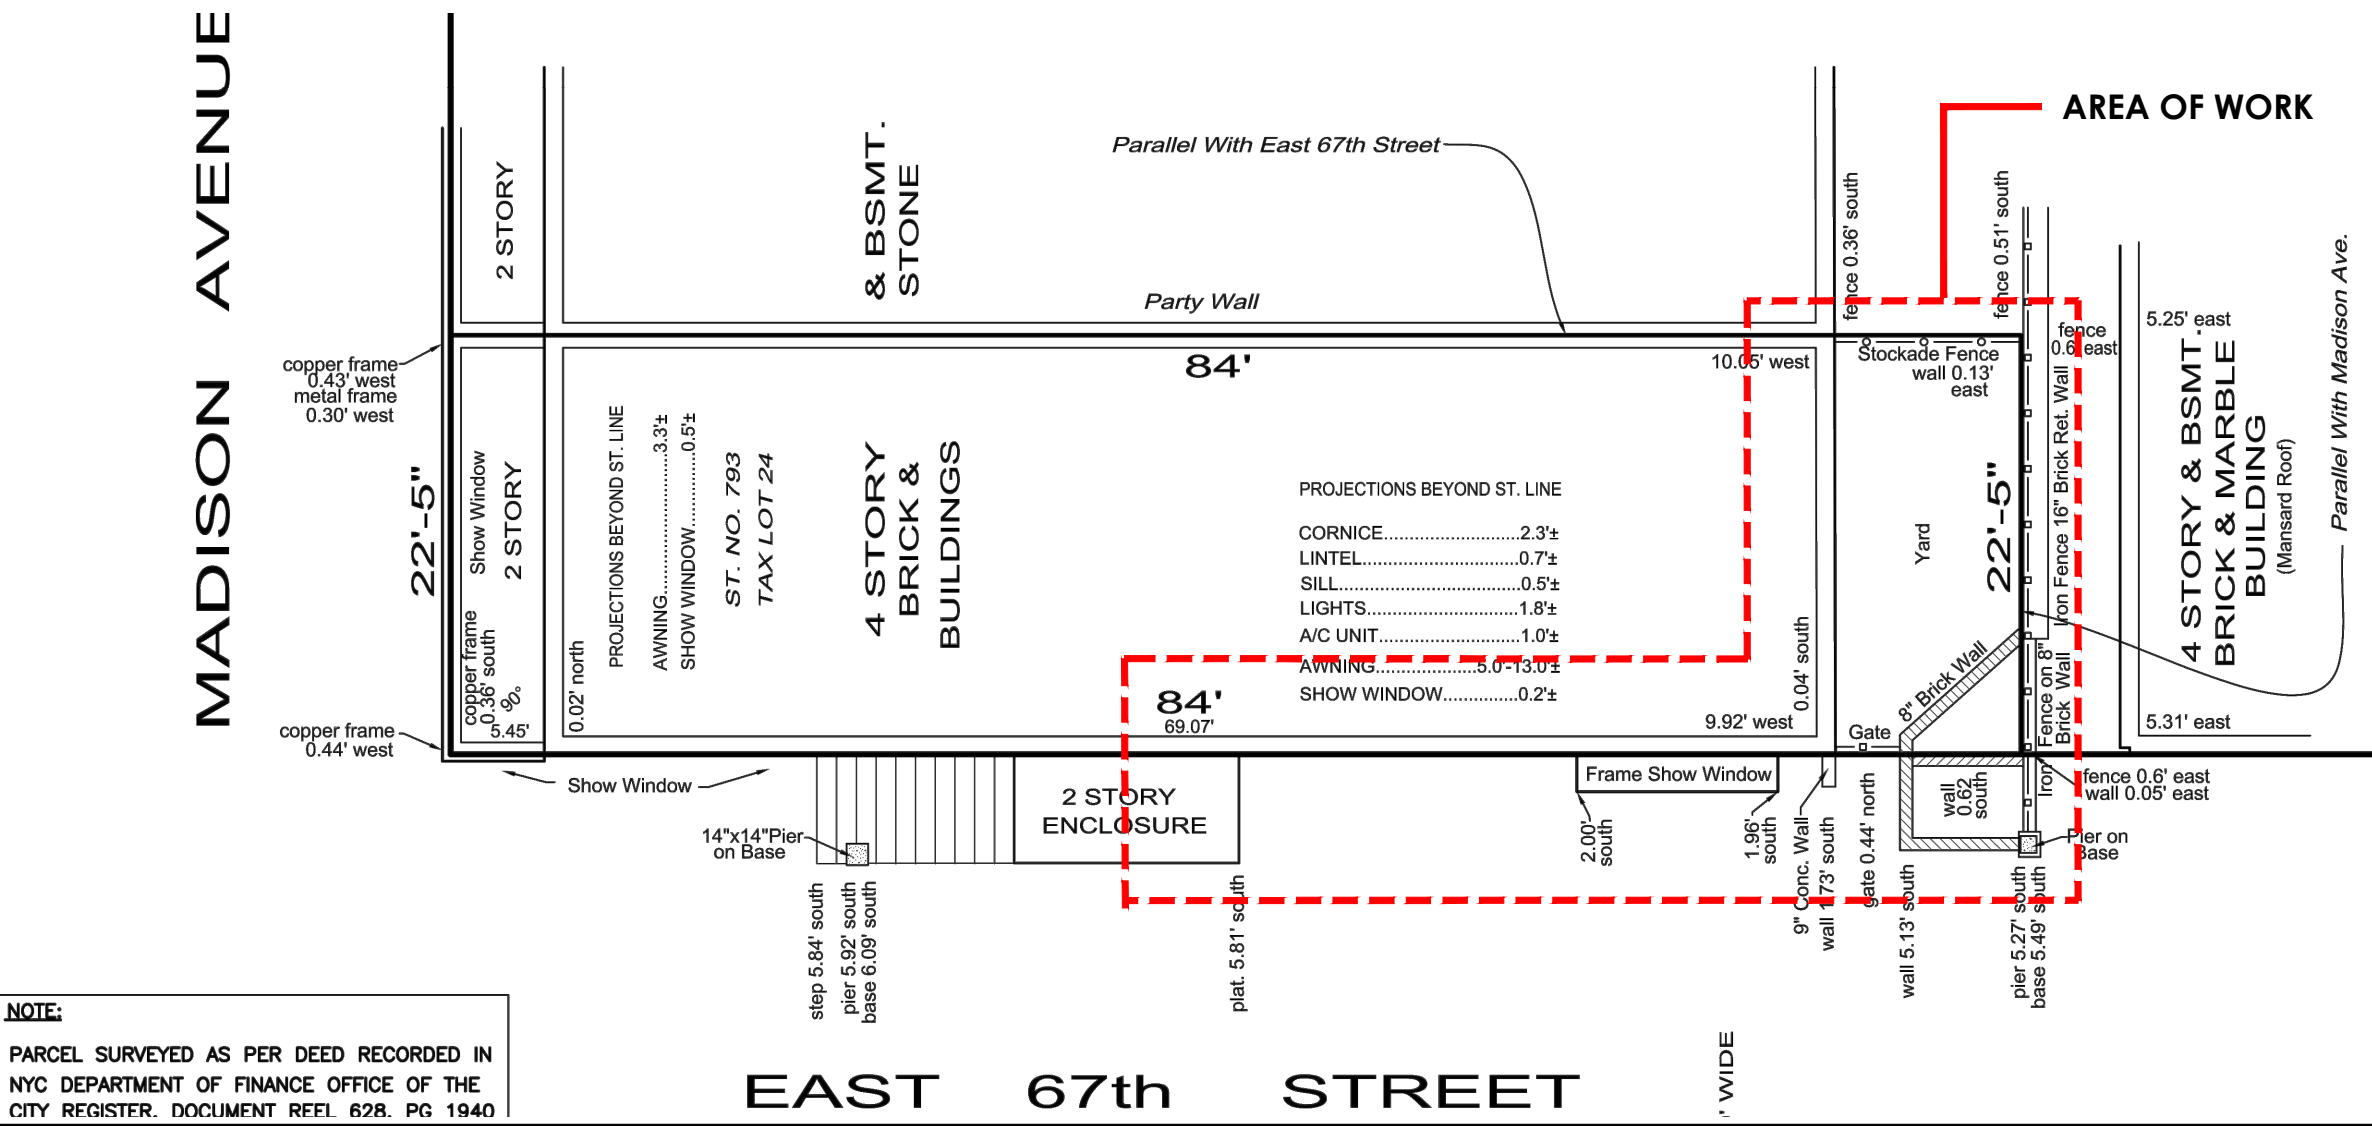 MADISON AVENUE
2 STORY
& BSMT.
STONE
Parallel With East 67th Street
Party Wall
AREA OF WORK
fence 0.36' south
fence 0.51' south
copper frame
0.43' west
metal frame
0.30' west
84'
10.05' west
Stockade Fence
wall 0.13'
east
fence
0.6' east
5.25' east
22'-5"
Show Window
2 STORY
copper frame
0.36' south
90°
5.45'
0.02' north
PROJECTIONS BEYOND ST. LINE
AWNING........................3.3'±
SHOW WINDOW...........0.5'±
ST. NO. 793
TAX LOT 24
4 STORY
BRICK &
BUILDINGS
PROJECTIONS BEYOND ST. LINE
CORNICE........................2.3'±
LINTEL............................0.7'±
SILL................................0.5'±
LIGHTS...........................1.8'±
A/C UNIT.........................1.0'±
AWNING..................5.0'-13.0'±
SHOW WINDOW.............0.2'±
84'
69.07'
9.92' west
0.04' south
Yard
22'-5"
Iron Fence 16" Brick Ret. Wall
8" Brick Wall
Gate
Iron Fence on 8"
Brick Wall
4 STORY & BSMT.
BRICK & MARBLE
BUILDING
(Mansard Roof)
Parallel With Madison Ave.
5.31' east
copper frame
0.44' west
Show Window
14"x14"Pier
on Base
2 STORY
ENCLOSURE
Frame Show Window
2.00'
south
1.96'
south
9" Conc. Wall
wall 1.73' south
gate 0.44' north
wall
0.62
south
fence 0.6' east
wall 0.05' east
Pier on
Base
step 5.84' south
pier 5.92' south
base 6.09' south
plat. 5.81' south
wall 5.13' south
pier 5.27' south
base 5.49' south
NOTE:
PARCEL SURVEYED AS PER DEED RECORDED IN
NYC DEPARTMENT OF FINANCE OFFICE OF THE
CITY REGISTER, DOCUMENT REEL 628, PG 1940
EAST 67th STREET
' WIDE